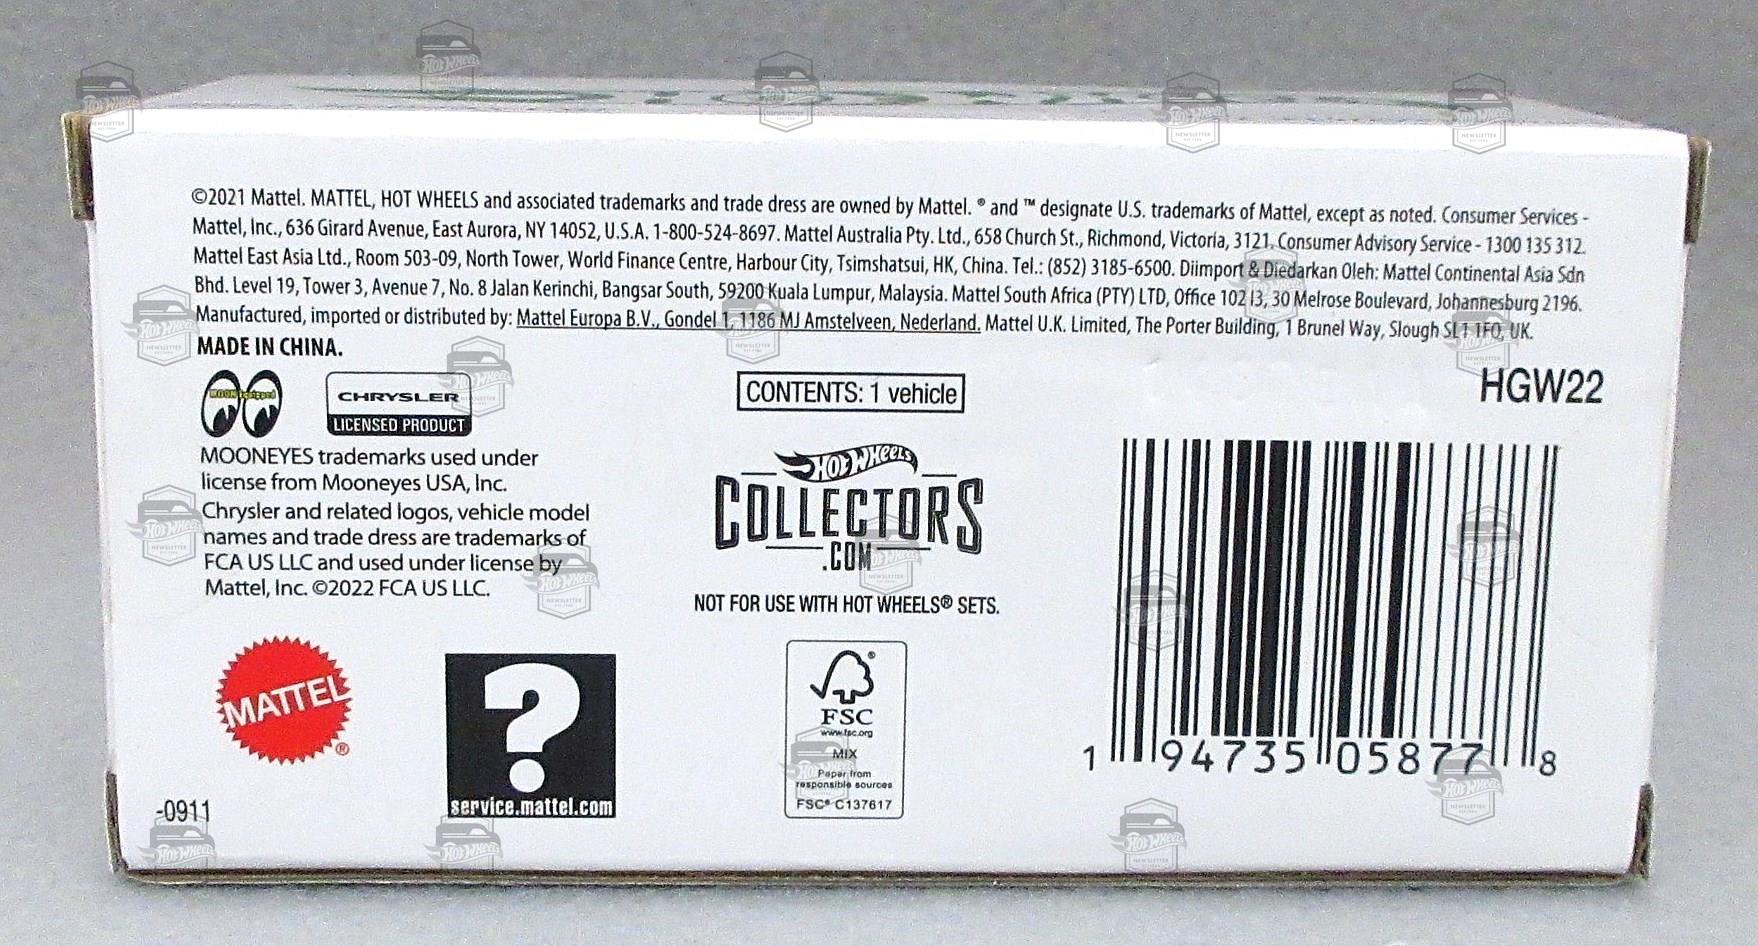 ©2021 Mattel. MATTEL, HOT WHEELS and associated trademarks and trade dress are owned by Mattel. ® and ™ designate U.S. trademarks of Mattel, except as noted. Consumer Services -
Mattel, Inc., 636 Girard Avenue, East Aurora, NY 14052, U.S.A. 1-800-524-8697. Mattel Australia Pty. Ltd., 658 Church St., Richmond, Victoria, 3121. Consumer Advisory Service - 1300 135 312.
Mattel East Asia Ltd., Room 503-09, North Tower, World Finance Centre, Harbour City, Tsimshatsui, HK, China. Tel.: (852) 3185-6500. Diimport & Diedarkan Oleh: Mattel Continental Asia Sdn
Bhd. Level 19, Tower 3, Avenue 7, No. 8 Jalan Kerinchi, Bangsar South, 59200 Kuala Lumpur, Malaysia. Mattel South Africa (PTY) LTD, Office 102 I3, 30 Melrose Boulevard, Johannesburg 2196.
Manufactured, imported or distributed by: Mattel Europa B.V., Gondel 1, 1186 MJ Amstelveen, Nederland. Mattel U.K. Limited, The Porter Building, 1 Brunel Way, Slough SL1 1FQ, UK.
MADE IN CHINA.
MOON Equipped
CHRYSLER
LICENSED PRODUCT
MOONEYES trademarks used under
license from Mooneyes USA, Inc.
Chrysler and related logos, vehicle model
names and trade dress are trademarks of
FCA US LLC and used under license by
Mattel, Inc. ©2022 FCA US LLC.
MATTEL®
?
service.mattel.com
-0911
CONTENTS: 1 vehicle
HOT WHEELS
COLLECTORS
.COM
NOT FOR USE WITH HOT WHEELS® SETS.
FSC
www.fsc.org
MIX
Paper from
responsible sources
FSC® C137617
HGW22
1 94735 05877 8
HOT WHEELS
NEWSLETTER